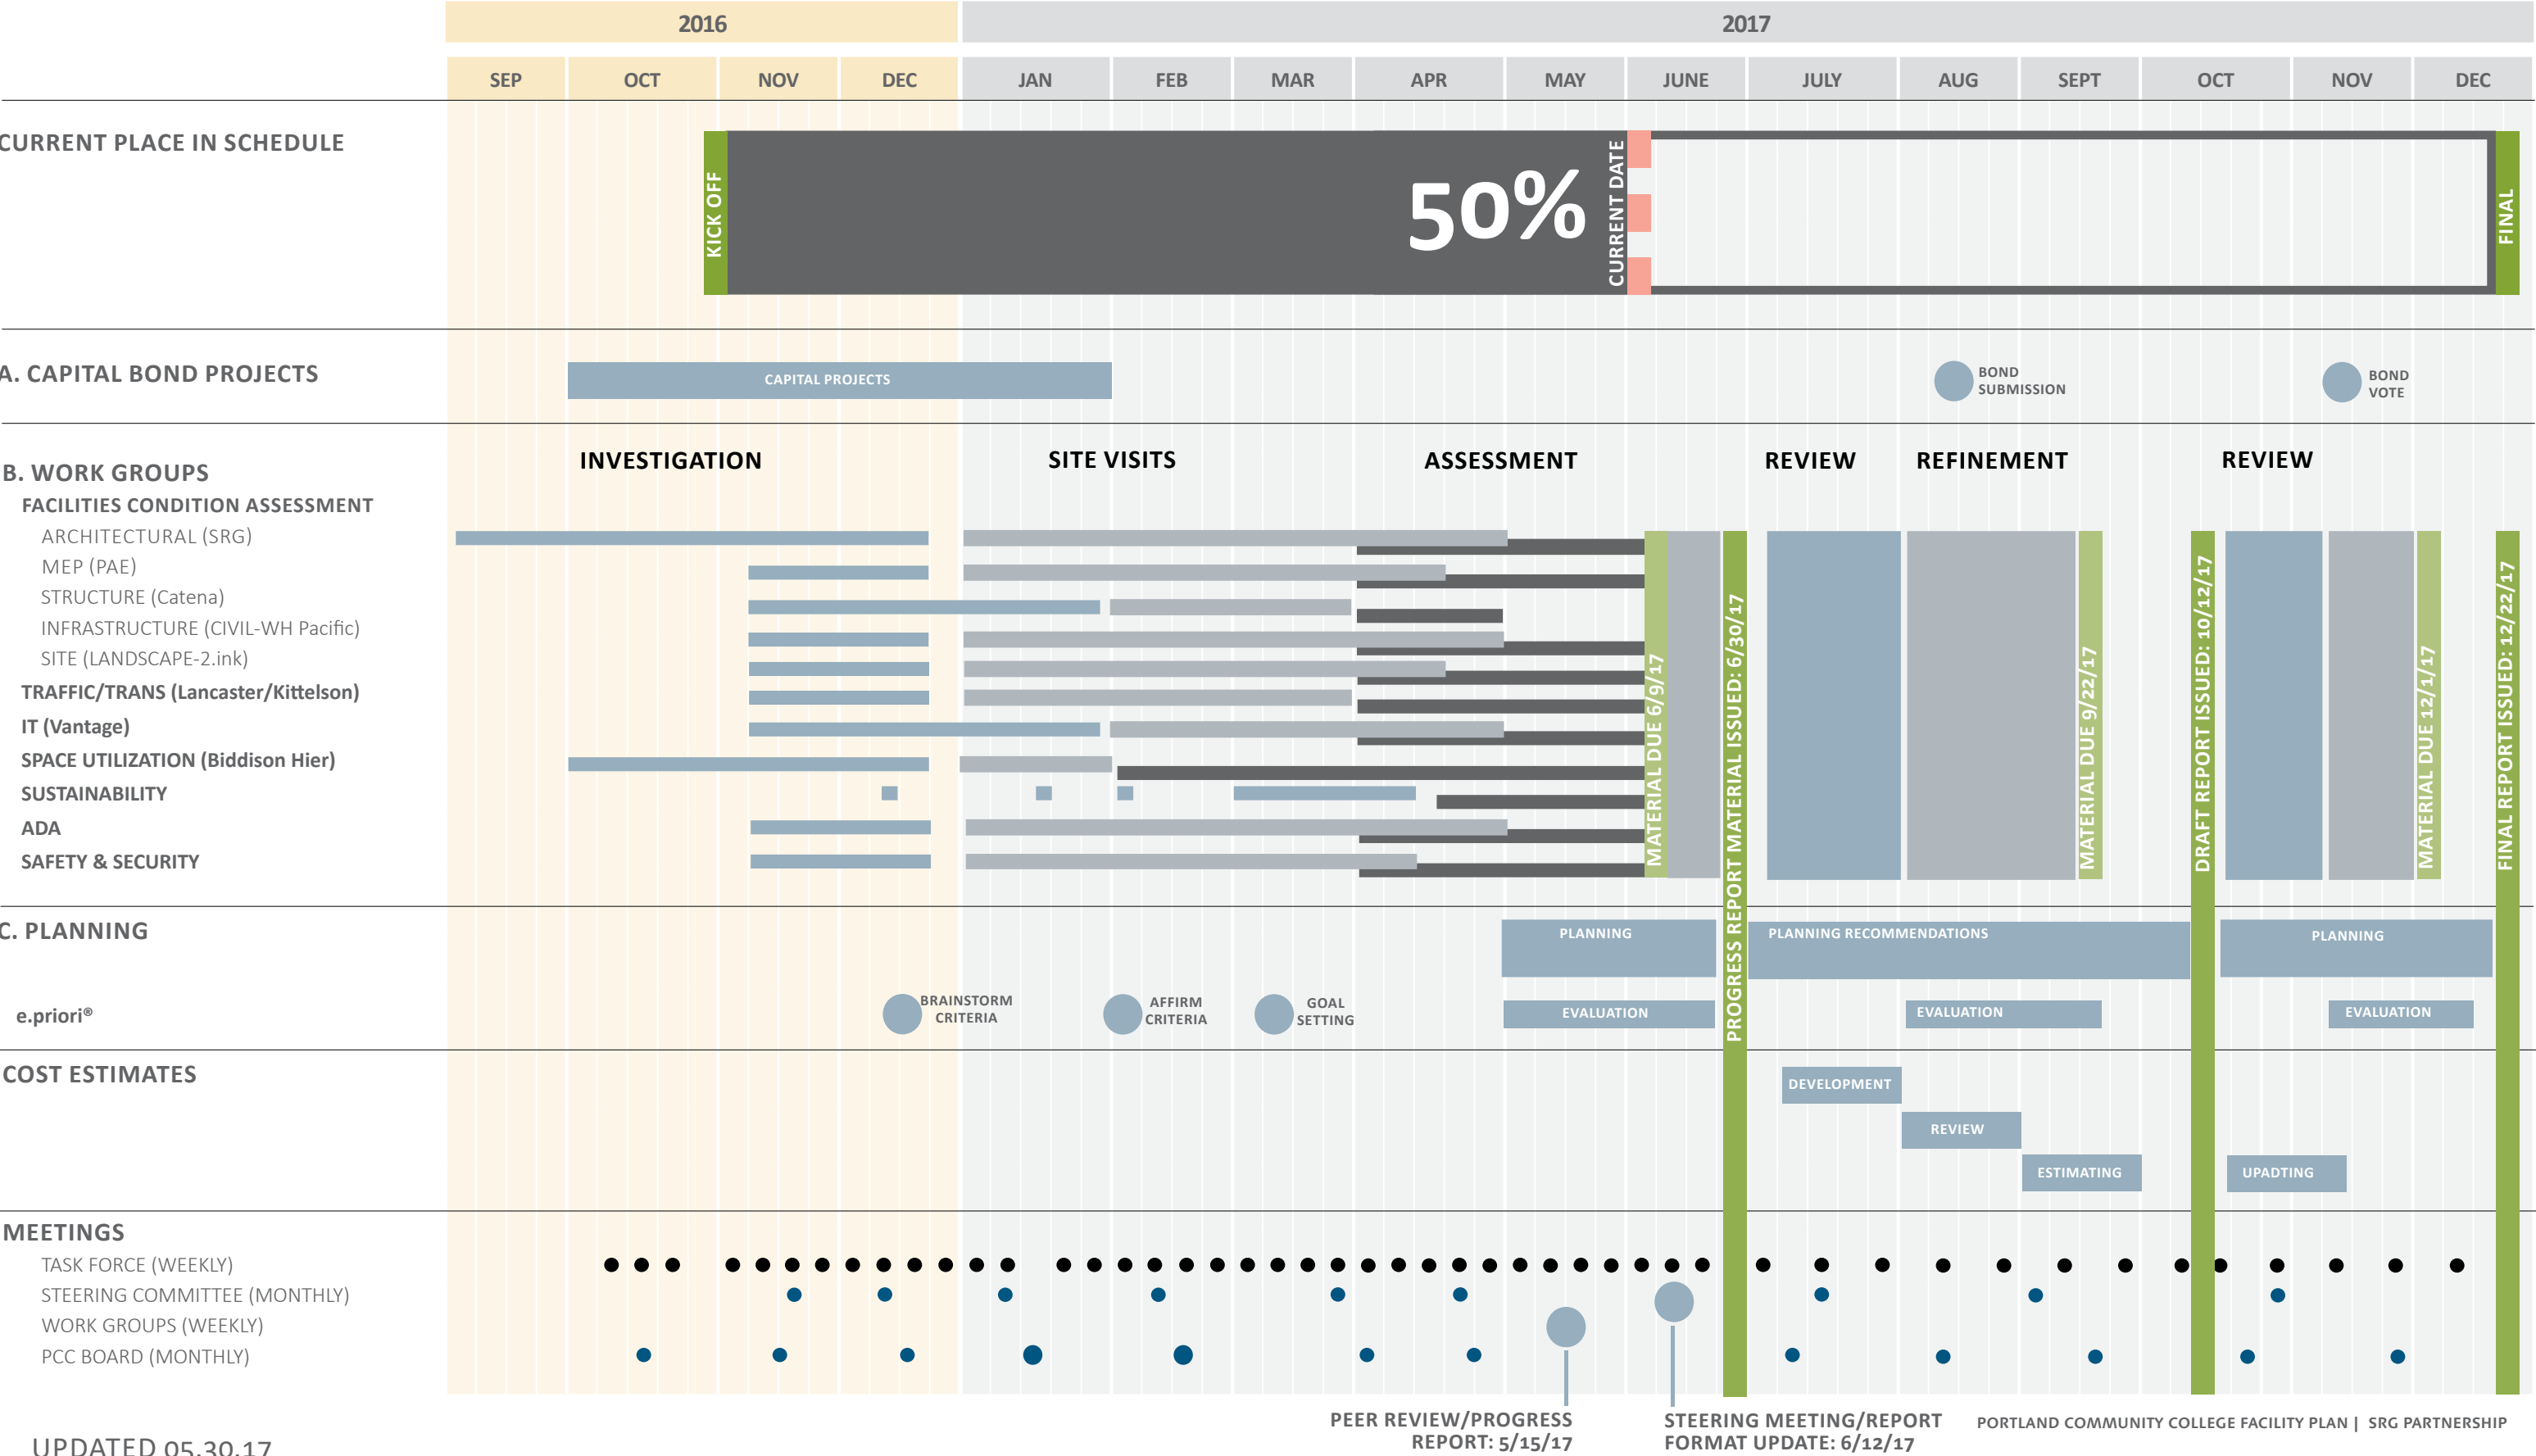 2016
2017
SEP
OCT
NOV
DEC
JAN
FEB
MAR
APR
MAY
JUNE
JULY
AUG
SEPT
OCT
NOV
DEC
CURRENT PLACE IN SCHEDULE
KICK OFF
50%
CURRENT DATE
FINAL
A. CAPITAL BOND PROJECTS
CAPITAL PROJECTS
BOND
SUBMISSION
BOND
VOTE
B. WORK GROUPS
INVESTIGATION
SITE VISITS
ASSESSMENT
REVIEW
REFINEMENT
REVIEW
FACILITIES CONDITION ASSESSMENT
ARCHITECTURAL (SRG)
MEP (PAE)
STRUCTURE (Catena)
INFRASTRUCTURE (CIVIL-WH Pacific)
SITE (LANDSCAPE-2.ink)
TRAFFIC/TRANS (Lancaster/Kittelson)
IT (Vantage)
SPACE UTILIZATION (Biddison Hier)
SUSTAINABILITY
ADA
SAFETY & SECURITY
MATERIAL DUE 6/9/17
PROGRESS REPORT MATERIAL ISSUED: 6/30/17
MATERIAL DUE 9/22/17
DRAFT REPORT ISSUED: 10/12/17
MATERIAL DUE 12/1/17
FINAL REPORT ISSUED: 12/22/17
C. PLANNING
PLANNING
PLANNING RECOMMENDATIONS
PLANNING
e.priori®
BRAINSTORM
CRITERIA
AFFIRM
CRITERIA
GOAL
SETTING
EVALUATION
EVALUATION
EVALUATION
COST ESTIMATES
DEVELOPMENT
REVIEW
ESTIMATING
UPADTING
MEETINGS
TASK FORCE (WEEKLY)
STEERING COMMITTEE (MONTHLY)
WORK GROUPS (WEEKLY)
PCC BOARD (MONTHLY)
PEER REVIEW/PROGRESS
REPORT: 5/15/17
STEERING MEETING/REPORT
FORMAT UPDATE: 6/12/17
PORTLAND COMMUNITY COLLEGE FACILITY PLAN | SRG PARTNERSHIP
UPDATED 05.30.17